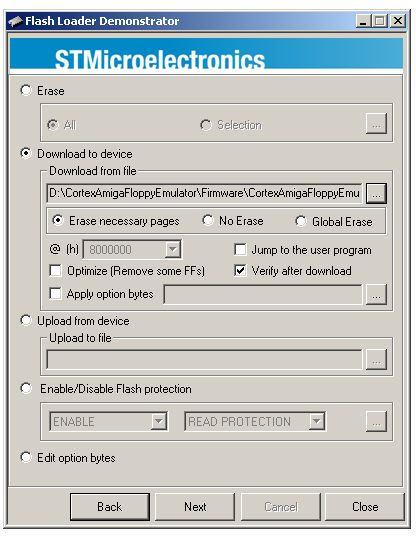 Flash Loader Demonstrator
STMicroelectronics
Erase
All Selection ...
Download to device
Download from file
D:\CortexAmigaFloppyEmulator\Firmware\CortexAmigaFloppyEmu ...
Erase necessary pages No Erase Global Erase
@ (h) 8000000 Jump to the user program
Optimize (Remove some FFs) Verify after download
Apply option bytes ...
Upload from device
Upload to file
...
Enable/Disable Flash protection
ENABLE READ PROTECTION ...
Edit option bytes
Back Next Cancel Close